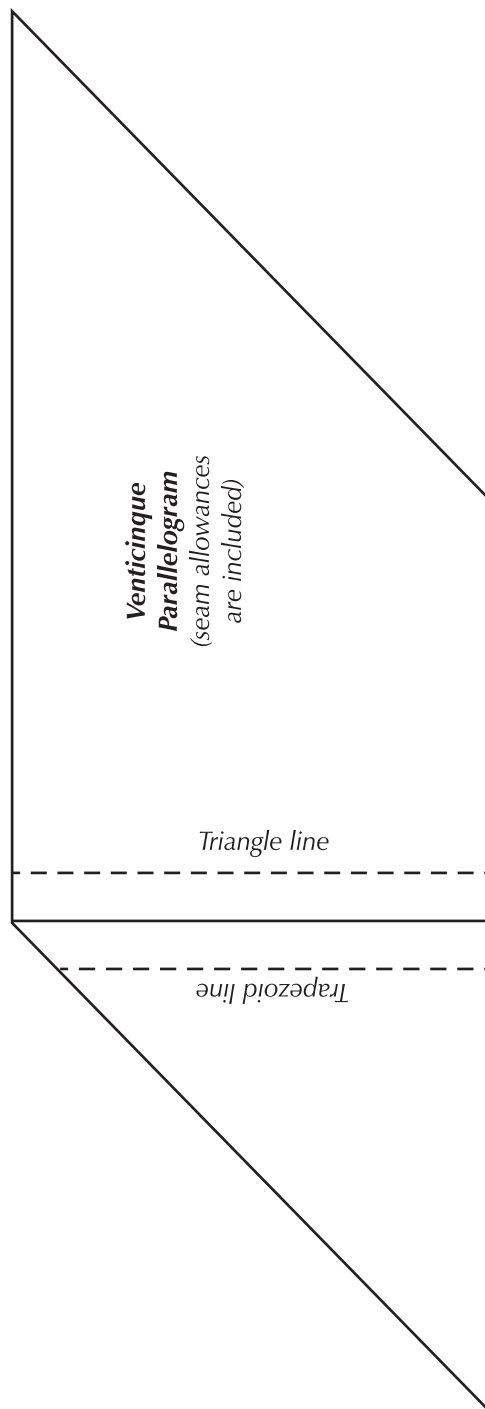 Venticinque
Parallelogram
(seam allowances
are included)
Triangle line
Trapezoid line